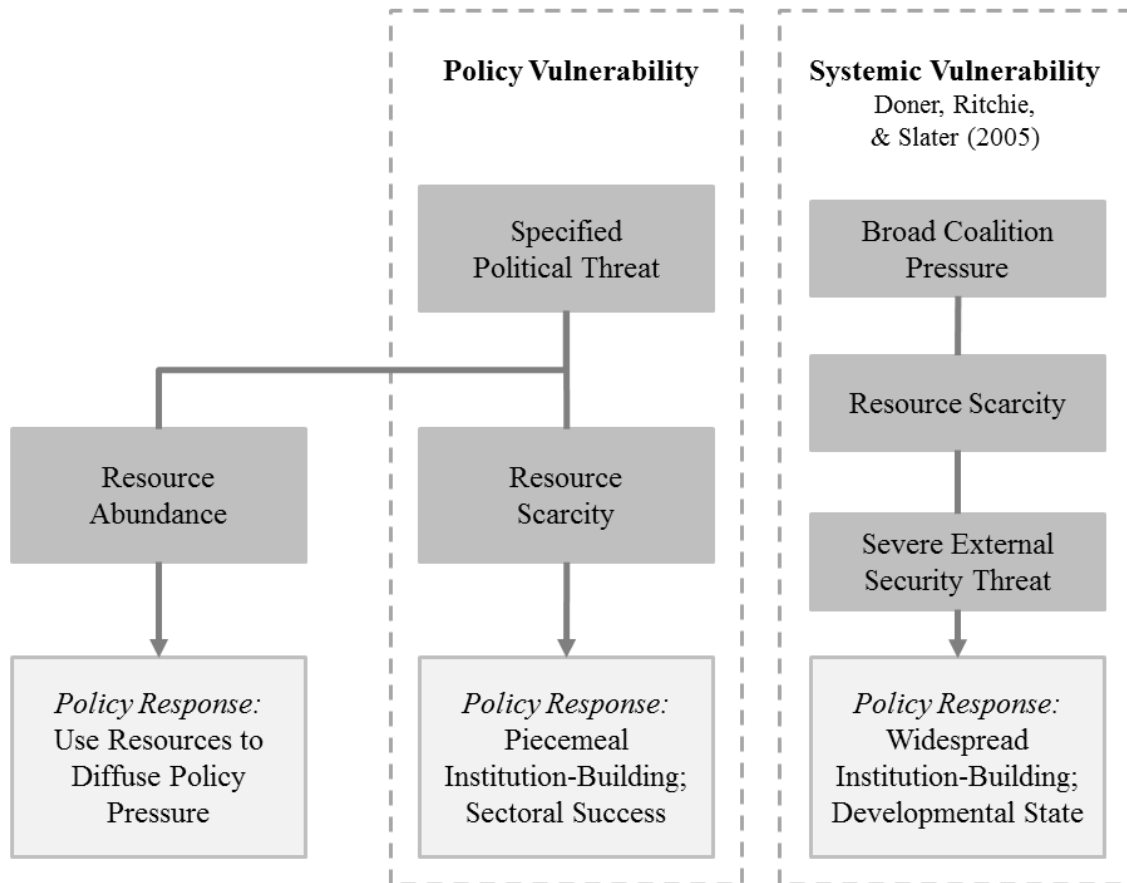 Policy Vulnerability
Systemic Vulnerability
Doner, Ritchie,
& Slater (2005)
Specified
Political Threat
Broad Coalition
Pressure
Resource Scarcity
Resource
Abundance
Resource
Scarcity
Severe External
Security Threat
Policy Response:
Use Resources to
Diffuse Policy
Pressure
Policy Response:
Piecemeal
Institution-Building;
Sectoral Success
Policy Response:
Widespread
Institution-Building;
Developmental State